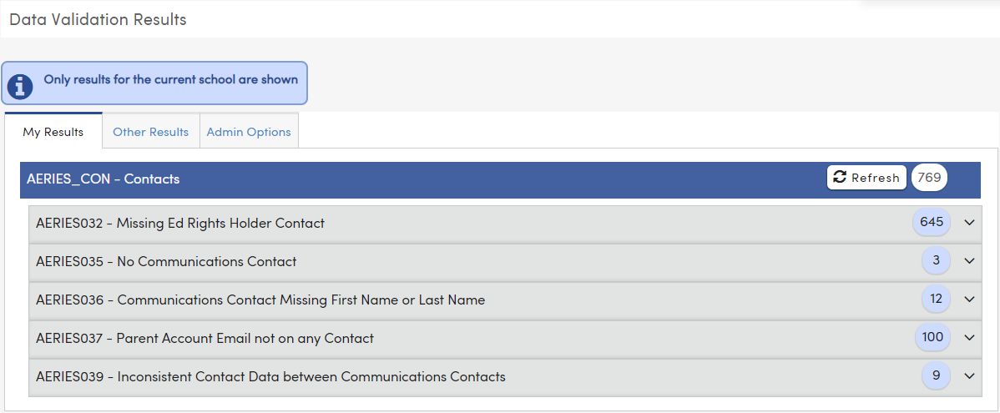 Data Validation Results
Only results for the current school are shown
My Results Other Results Admin Options
AERIES_CON - Contacts Refresh 769
AERIES032 - Missing Ed Rights Holder Contact 645
AERIES035 - No Communications Contact 3
AERIES036 - Communications Contact Missing First Name or Last Name 12
AERIES037 - Parent Account Email not on any Contact 100
AERIES039 - Inconsistent Contact Data between Communications Contacts 9